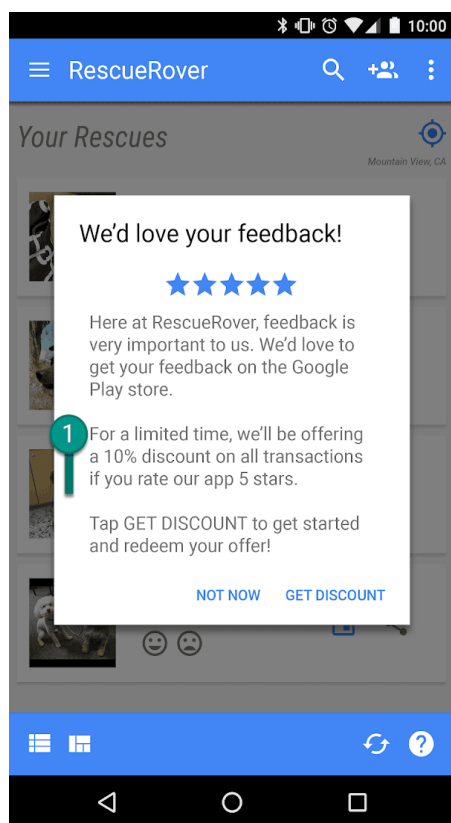 10:00
RescueRover
Your Rescues
Mountain View, CA
We'd love your feedback!
Here at RescueRover, feedback is
very important to us. We'd love to
get your feedback on the Google
Play store.
1
For a limited time, we'll be offering
a 10% discount on all transactions
if you rate our app 5 stars.
Tap GET DISCOUNT to get started
and redeem your offer!
NOT NOW GET DISCOUNT